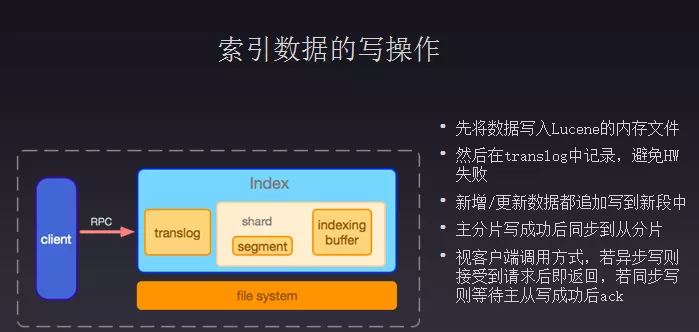 索引数据的写操作
client
RPC
Index
translog
shard
segment
indexing
buffer
file system
• 先将数据写入Lucene的内存文件
• 然后在translog中记录，避免HW
失败
• 新增/更新数据都追加写到新段中
• 主分片写成功后同步到从分片
• 视客户端调用方式，若异步写则
接受到请求后即返回，若同步写
则等待主从写成功后ack